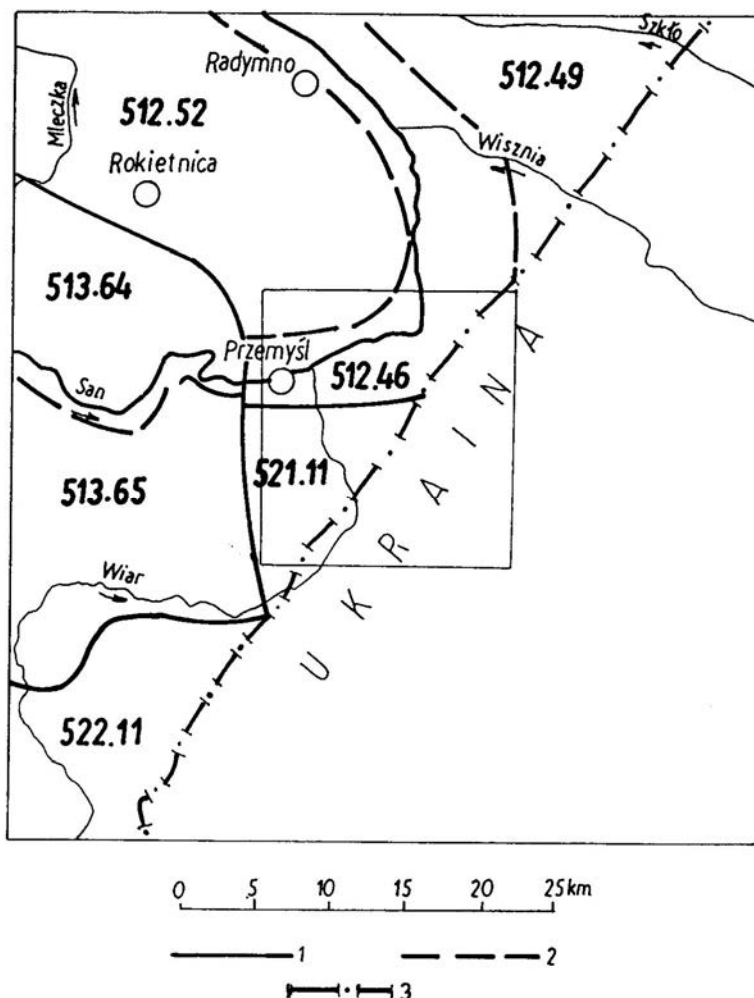 Szkło
Radymno
512.49
Mleczka
512.52
Wisznia
Rokietnica
513.64
Przemyśl
512.46
San
521.11
513.65
UKRAINA
Wiar
522.11
0 5 10 15 20 25 km
1 2
3